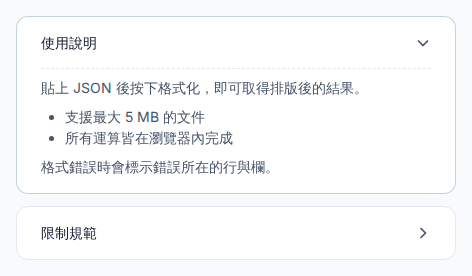 使用說明
貼上 JSON 後按下格式化，即可取得排版後的結果。
支援最大 5 MB 的文件
所有運算皆在瀏覽器內完成
格式錯誤時會標示錯誤所在的行與欄。
限制規範